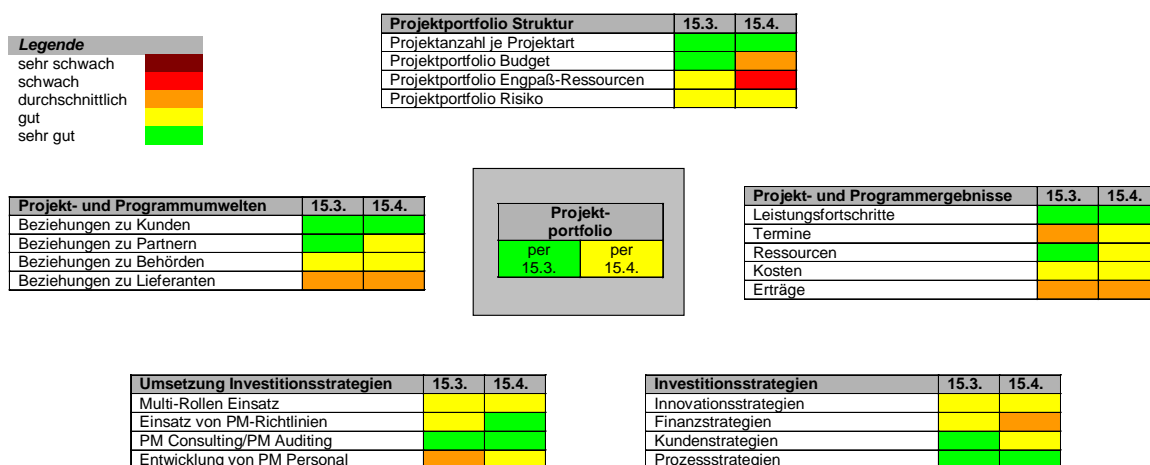 Projektportfolio Struktur 15.3. 15.4.
Projektanzahl je Projektart
Projektportfolio Budget
Projektportfolio Engpaß-Ressourcen
Projektportfolio Risiko
Legende
sehr schwach
schwach
durchschnittlich
gut
sehr gut
Projekt- und Programmumwelten 15.3. 15.4.
Beziehungen zu Kunden
Beziehungen zu Partnern
Beziehungen zu Behörden
Beziehungen zu Lieferanten
Projekt-
portfolio
per per
15.3. 15.4.
Projekt- und Programmergebnisse 15.3. 15.4.
Leistungsfortschritte
Termine
Ressourcen
Kosten
Erträge
Umsetzung Investitionsstrategien 15.3. 15.4.
Multi-Rollen Einsatz
Einsatz von PM-Richtlinien
PM Consulting/PM Auditing
Entwicklung von PM Personal
Investitionsstrategien 15.3. 15.4.
Innovationsstrategien
Finanzstrategien
Kundenstrategien
Prozessstrategien